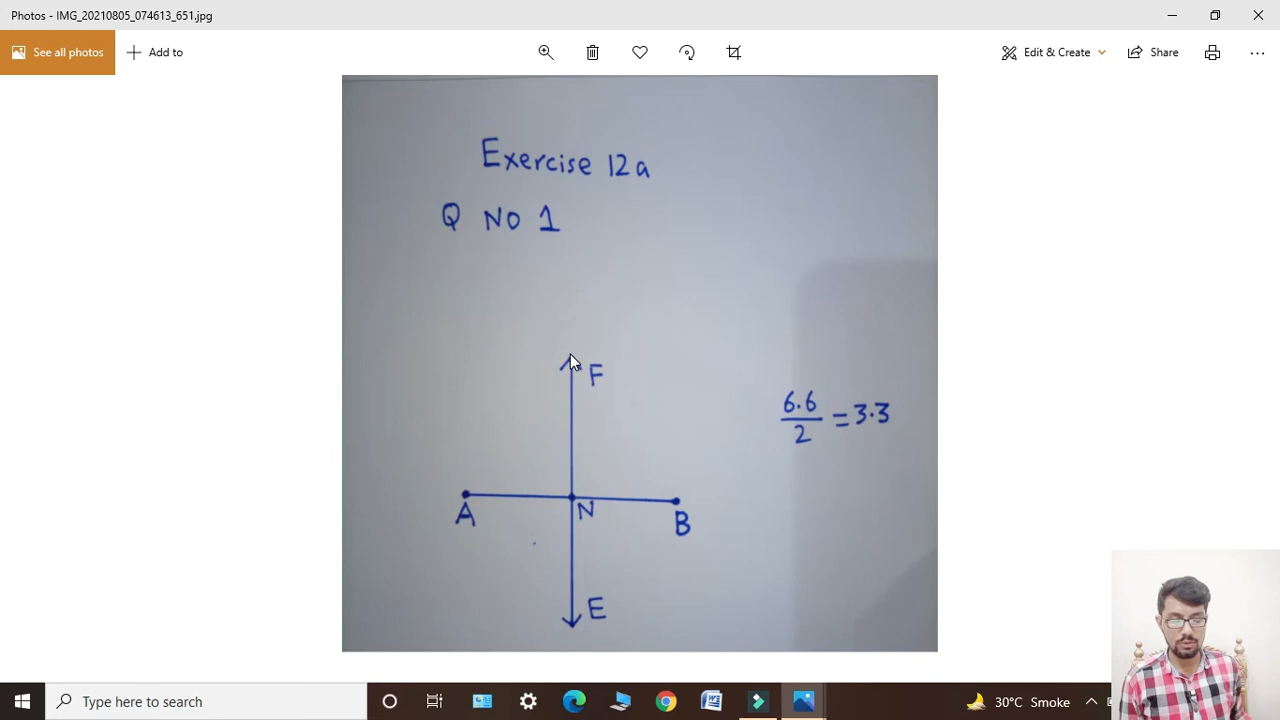 Photos - IMG_20210805_074613_651.jpg
See all photos
Add to
Edit & Create
Share
Exercise 12a
Q No 1
F
6.6/2 = 3.3
A
N
B
E
Type here to search
30°C Smoke